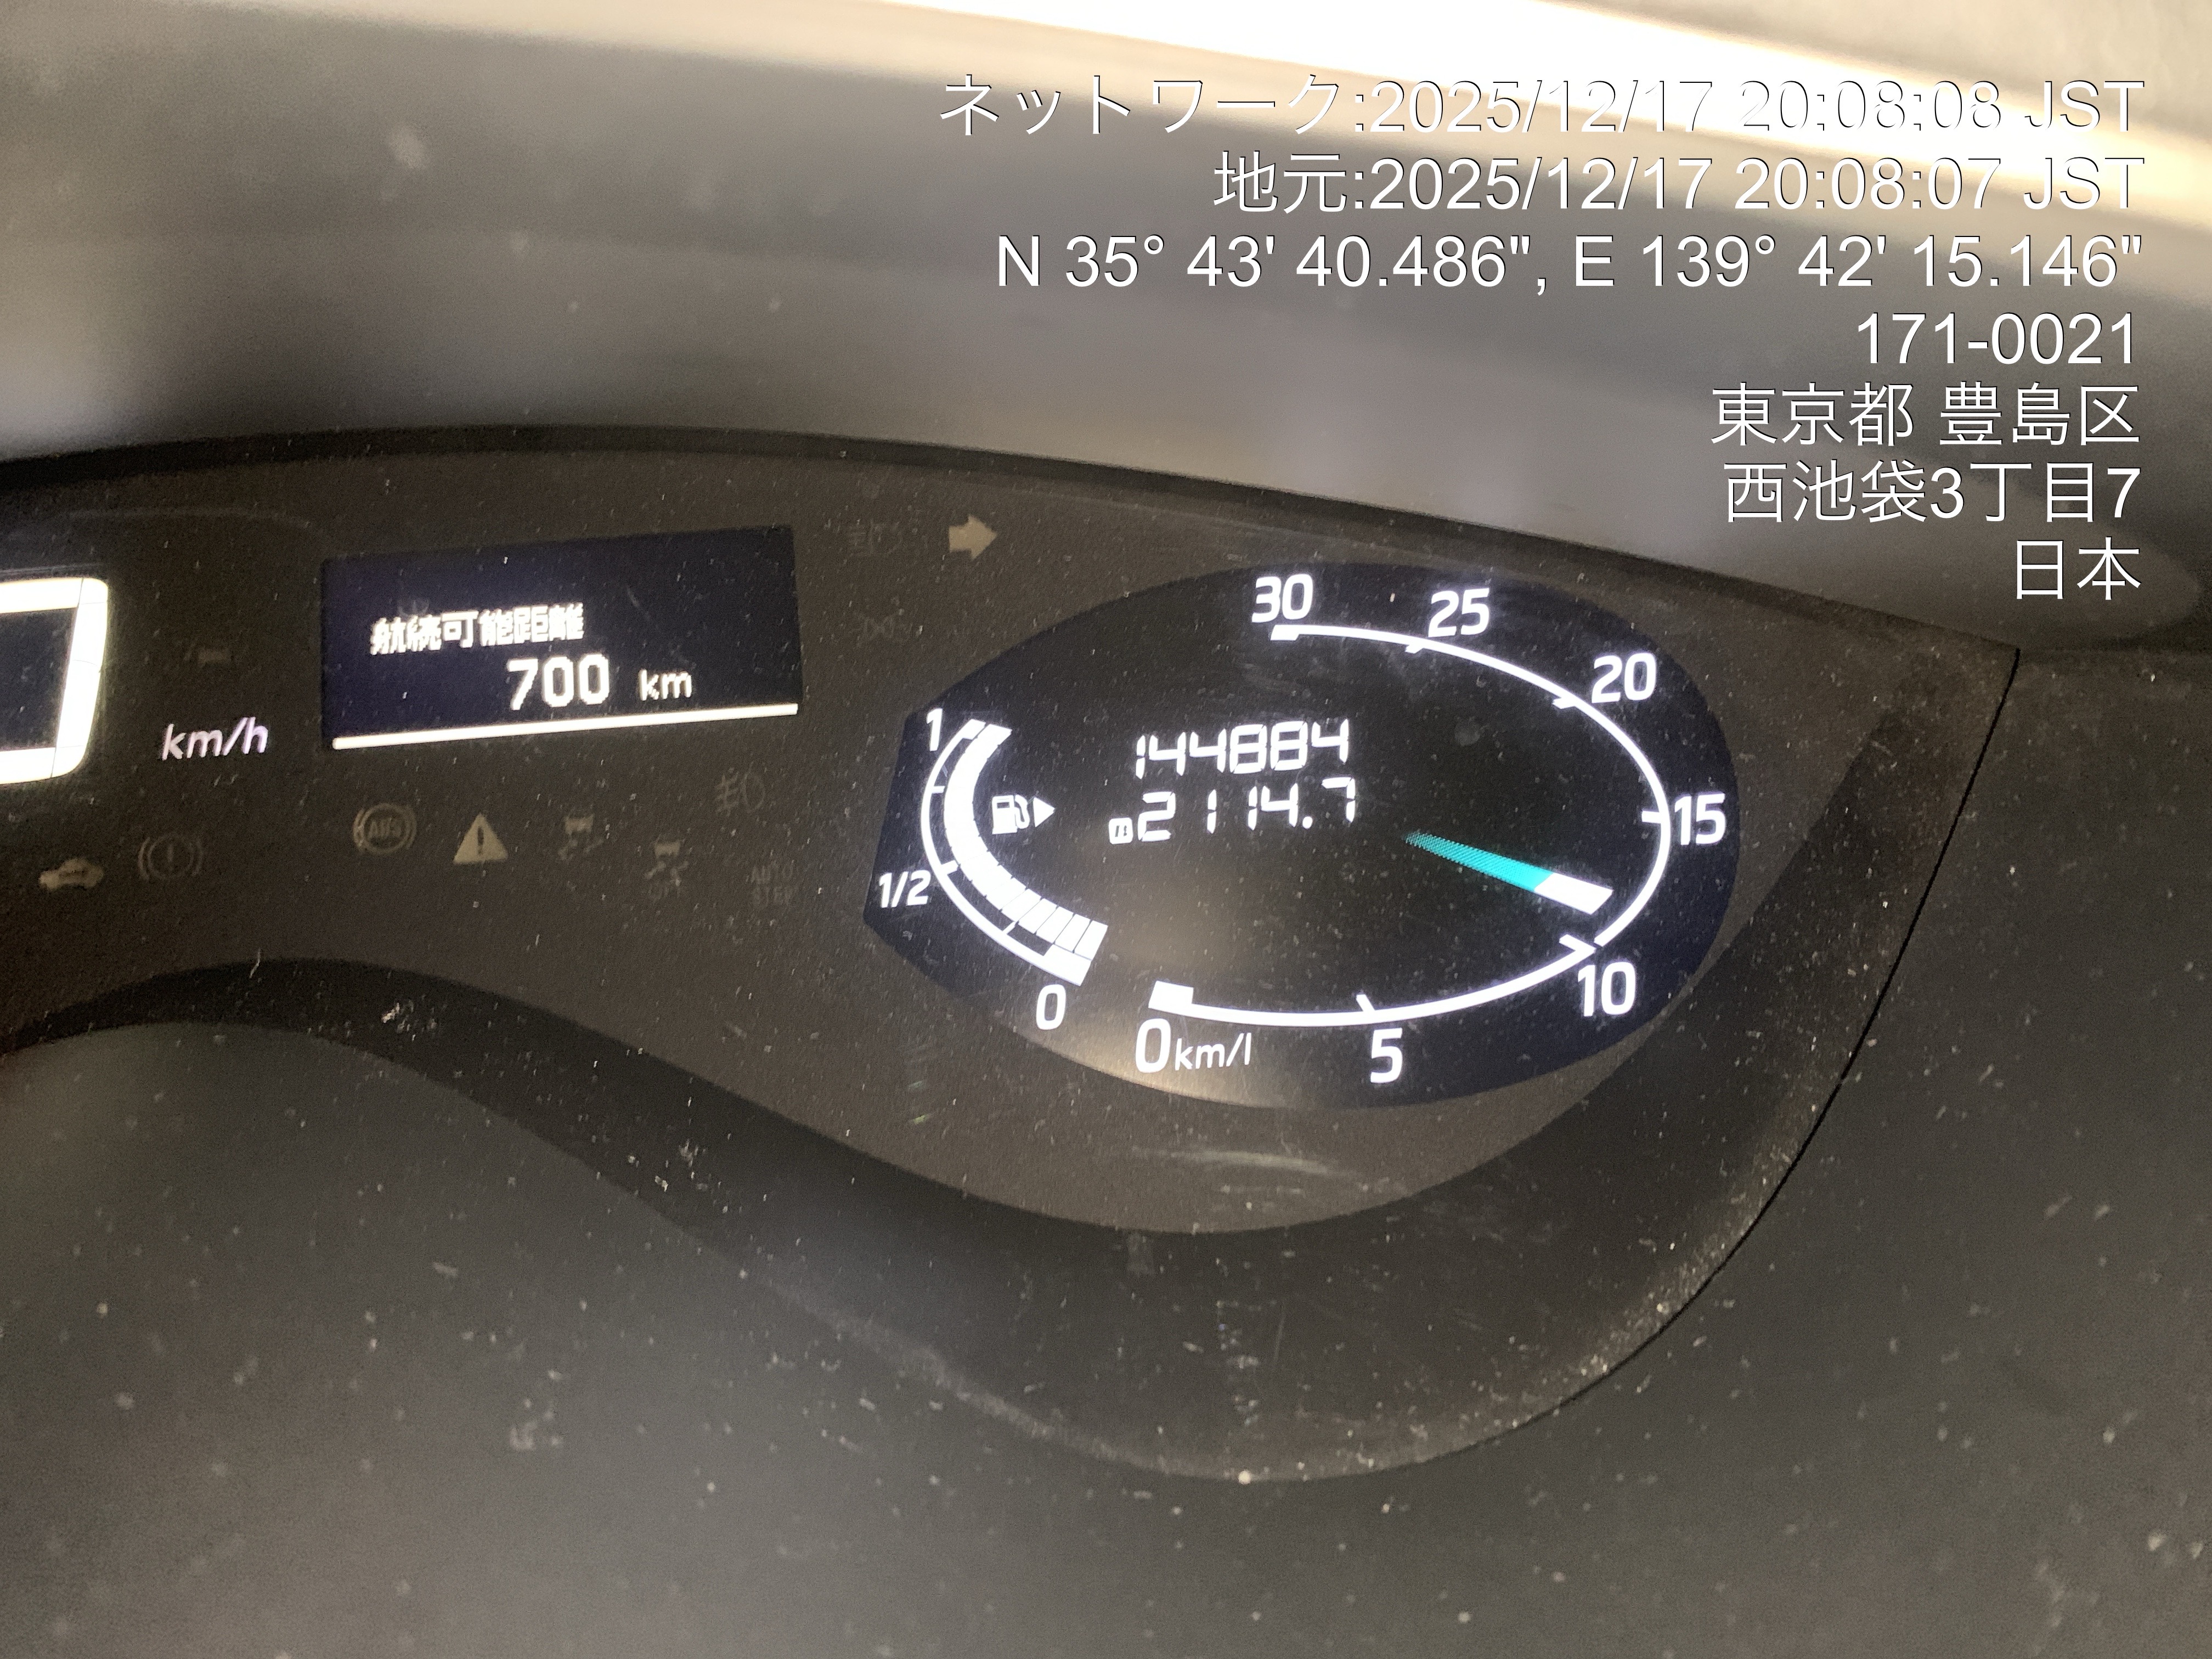 ネットワーク:2025/12/17 20:08:08 JST
地元:2025/12/17 20:08:07 JST
N 35° 43' 40.486", E 139° 42' 15.146"
171-0021
東京都 豊島区
西池袋3丁目7
日本
航続可能距離
700 km
km/h
ABS
AUTO
STEP
1
1/2
0
144884
2114.7
30
25
20
15
10
5
0km/l